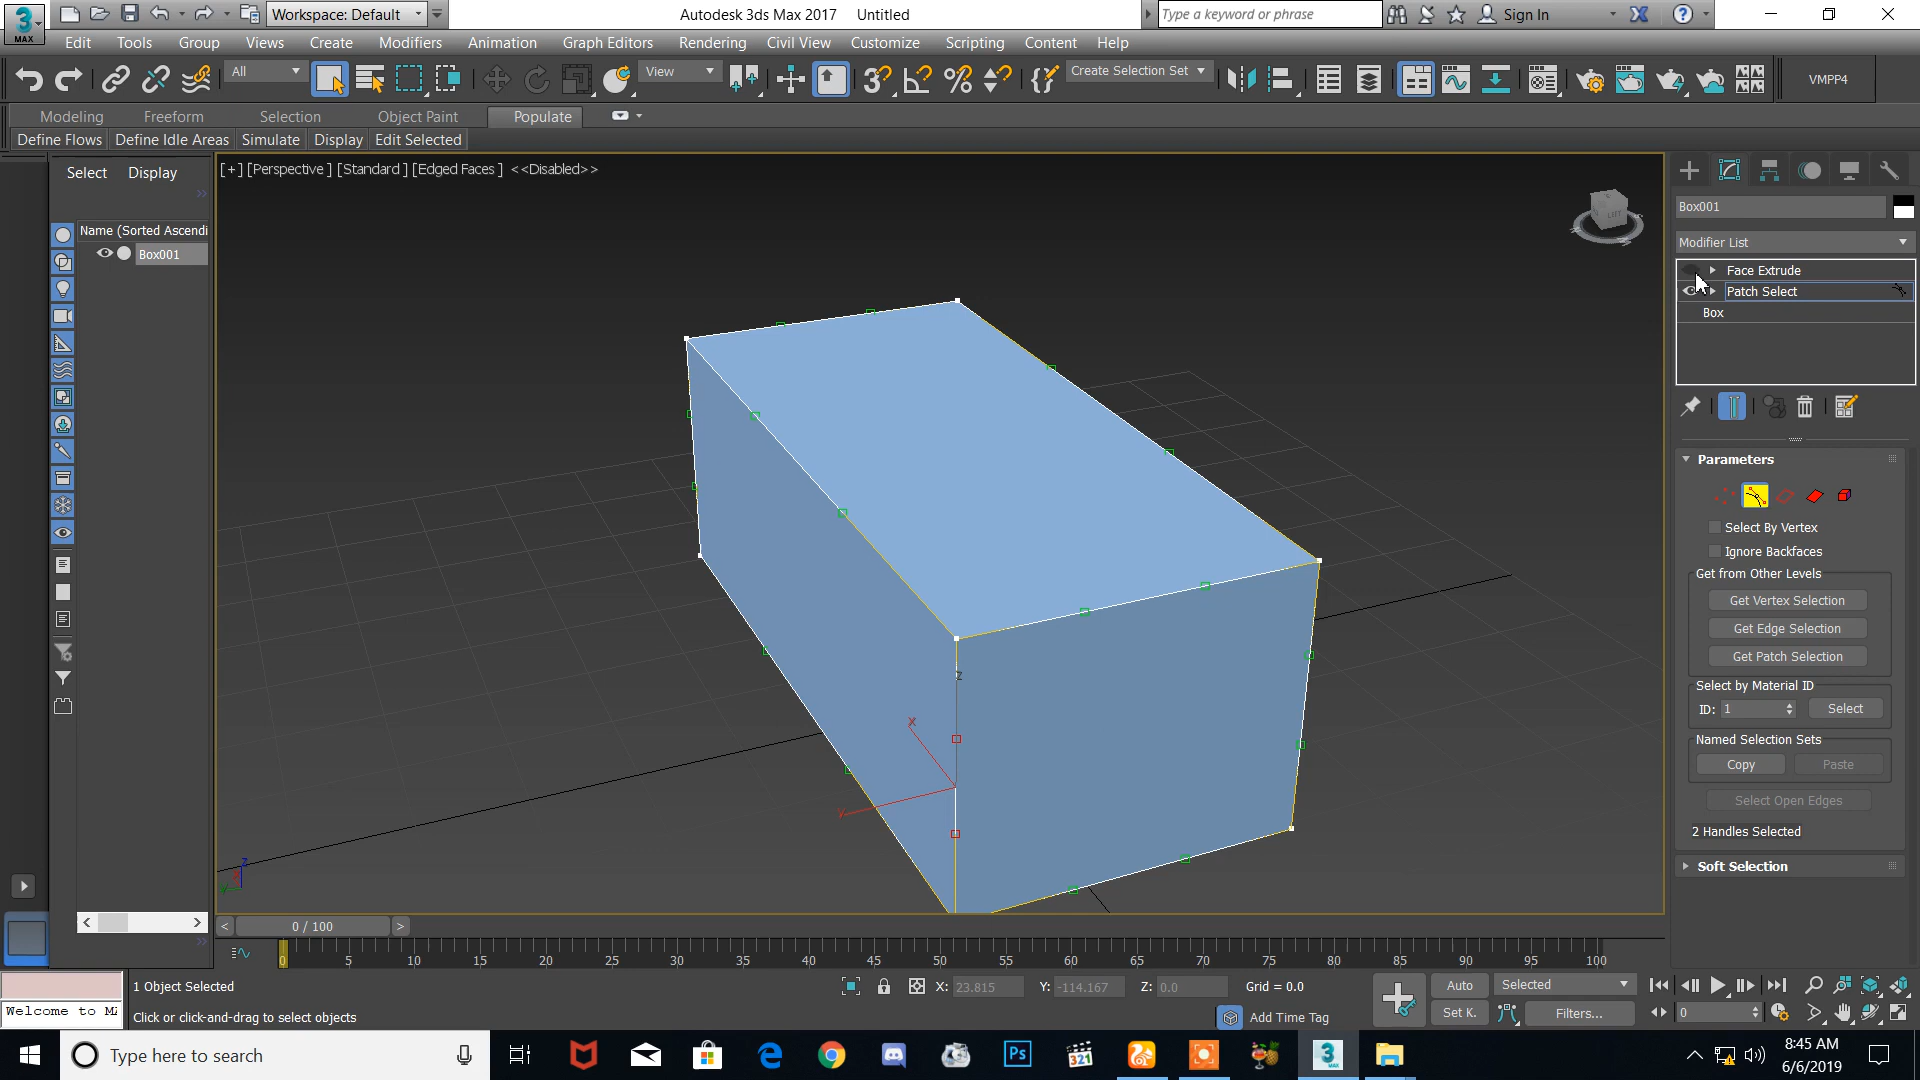 Workspace: Default
Autodesk 3ds Max 2017 Untitled
Type a keyword or phrase
Sign In
MAX
Edit Tools Group Views Create Modifiers Animation Graph Editors Rendering Civil View Customize Scripting Content Help
All
View
Create Selection Set
VMPP4
Modeling Freeform Selection Object Paint Populate
Define Flows Define Idle Areas Simulate Display Edit Selected
Select Display
[+] [Perspective ] [Standard ] [Edged Faces ] <<Disabled>>
Name (Sorted Ascendi
Box001
Box001
Modifier List
Face Extrude
Patch Select
Box
Parameters
Select By Vertex
Ignore Backfaces
Get from Other Levels
Get Vertex Selection
Get Edge Selection
Get Patch Selection
Select by Material ID
ID: 1 Select
Named Selection Sets
Copy Paste
Select Open Edges
2 Handles Selected
Soft Selection
z
x
y
z
x
y
0 / 100
0 5 10 15 20 25 30 35 40 45 50 55 60 65 70 75 80 85 90 95 100
1 Object Selected
X: 23.815 Y: -114.167 Z: 0.0 Grid = 0.0
Auto Selected
Welcome to MA
Click or click-and-drag to select objects
Add Time Tag
Set K. Filters...
0
Type here to search
Ps
321
3
MAX
8:45 AM
6/6/2019